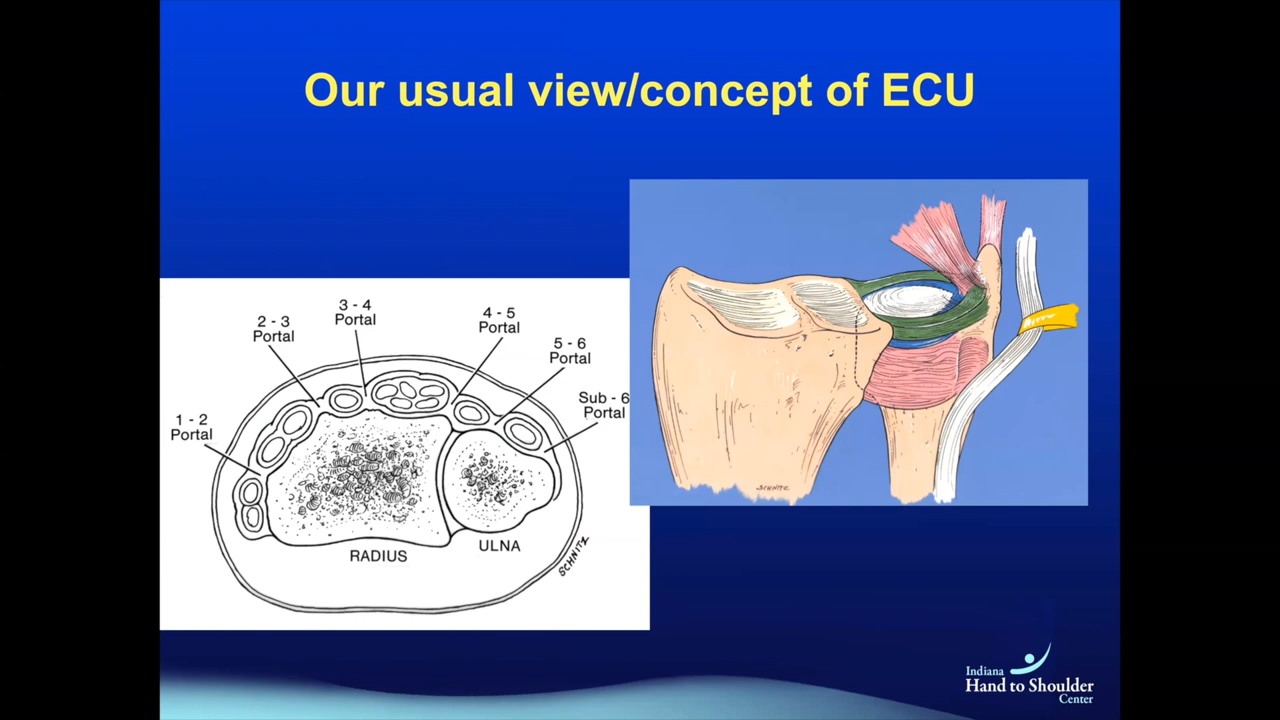 Our usual view/concept of ECU
3 - 4
Portal
2 - 3
Portal
4 - 5
Portal
5 - 6
Portal
Sub - 6
Portal
1 - 2
Portal
RADIUS
ULNA
SCHNITZ
SCHNITZ
Indiana
Hand to Shoulder
Center